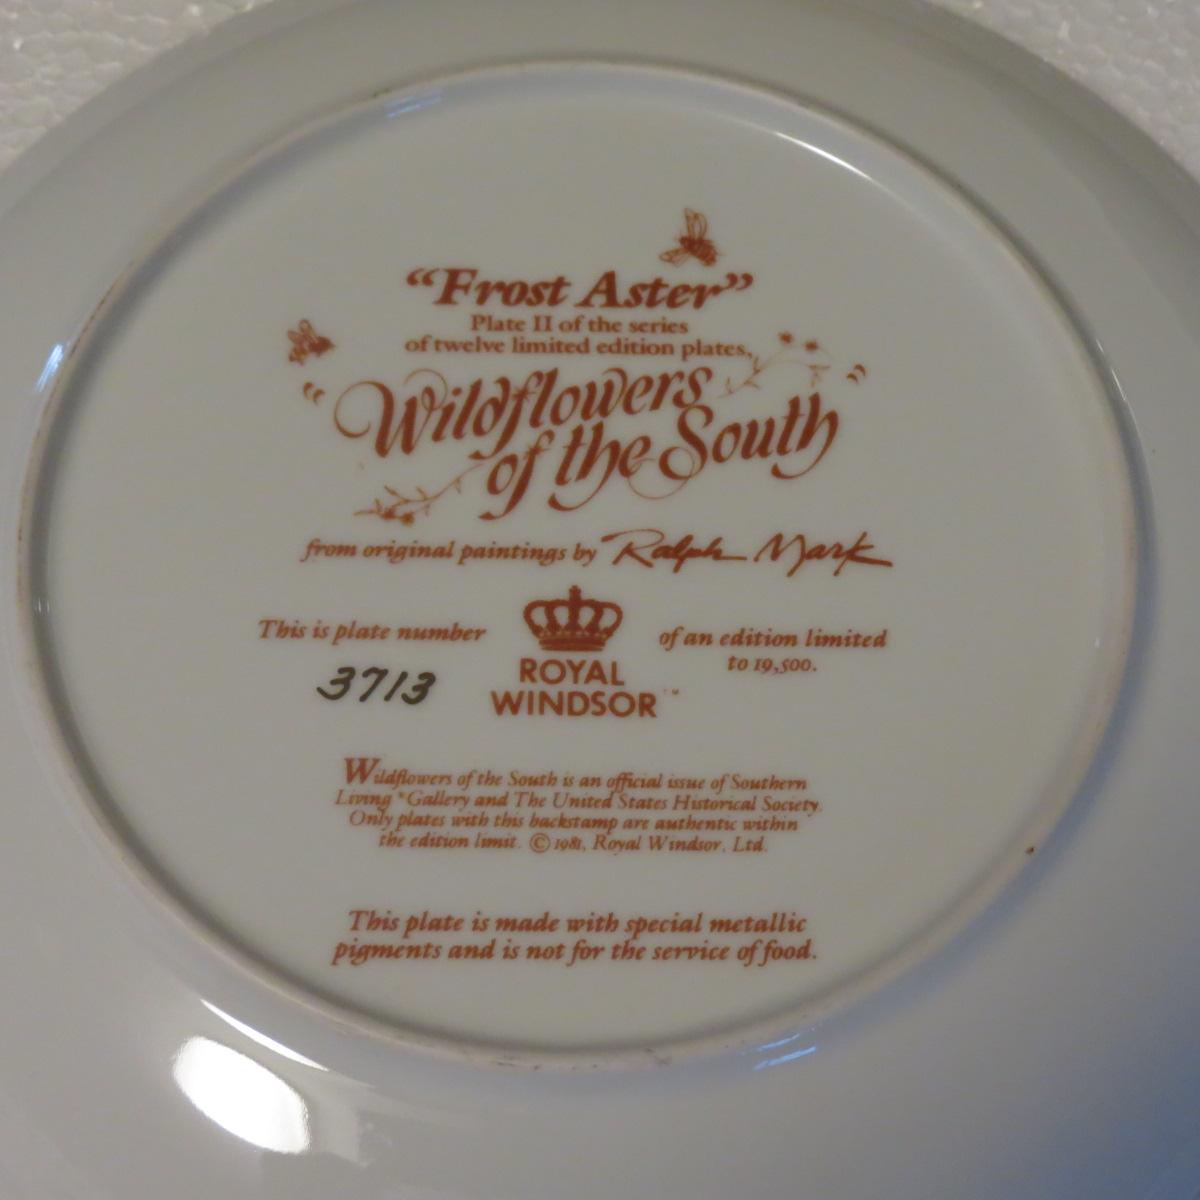 “Frost Aster”
Plate II of the series
of twelve limited edition plates,
“Wildflowers
of the South”
from original paintings by Ralph Mark
This is plate number
3713
ROYAL
WINDSOR™
of an edition limited
to 19,500.
Wildflowers of the South is an official issue of Southern
Living® Gallery and The United States Historical Society.
Only plates with this backstamp are authentic within
the edition limit. © 1981, Royal Windsor, Ltd.
This plate is made with special metallic
pigments and is not for the service of food.